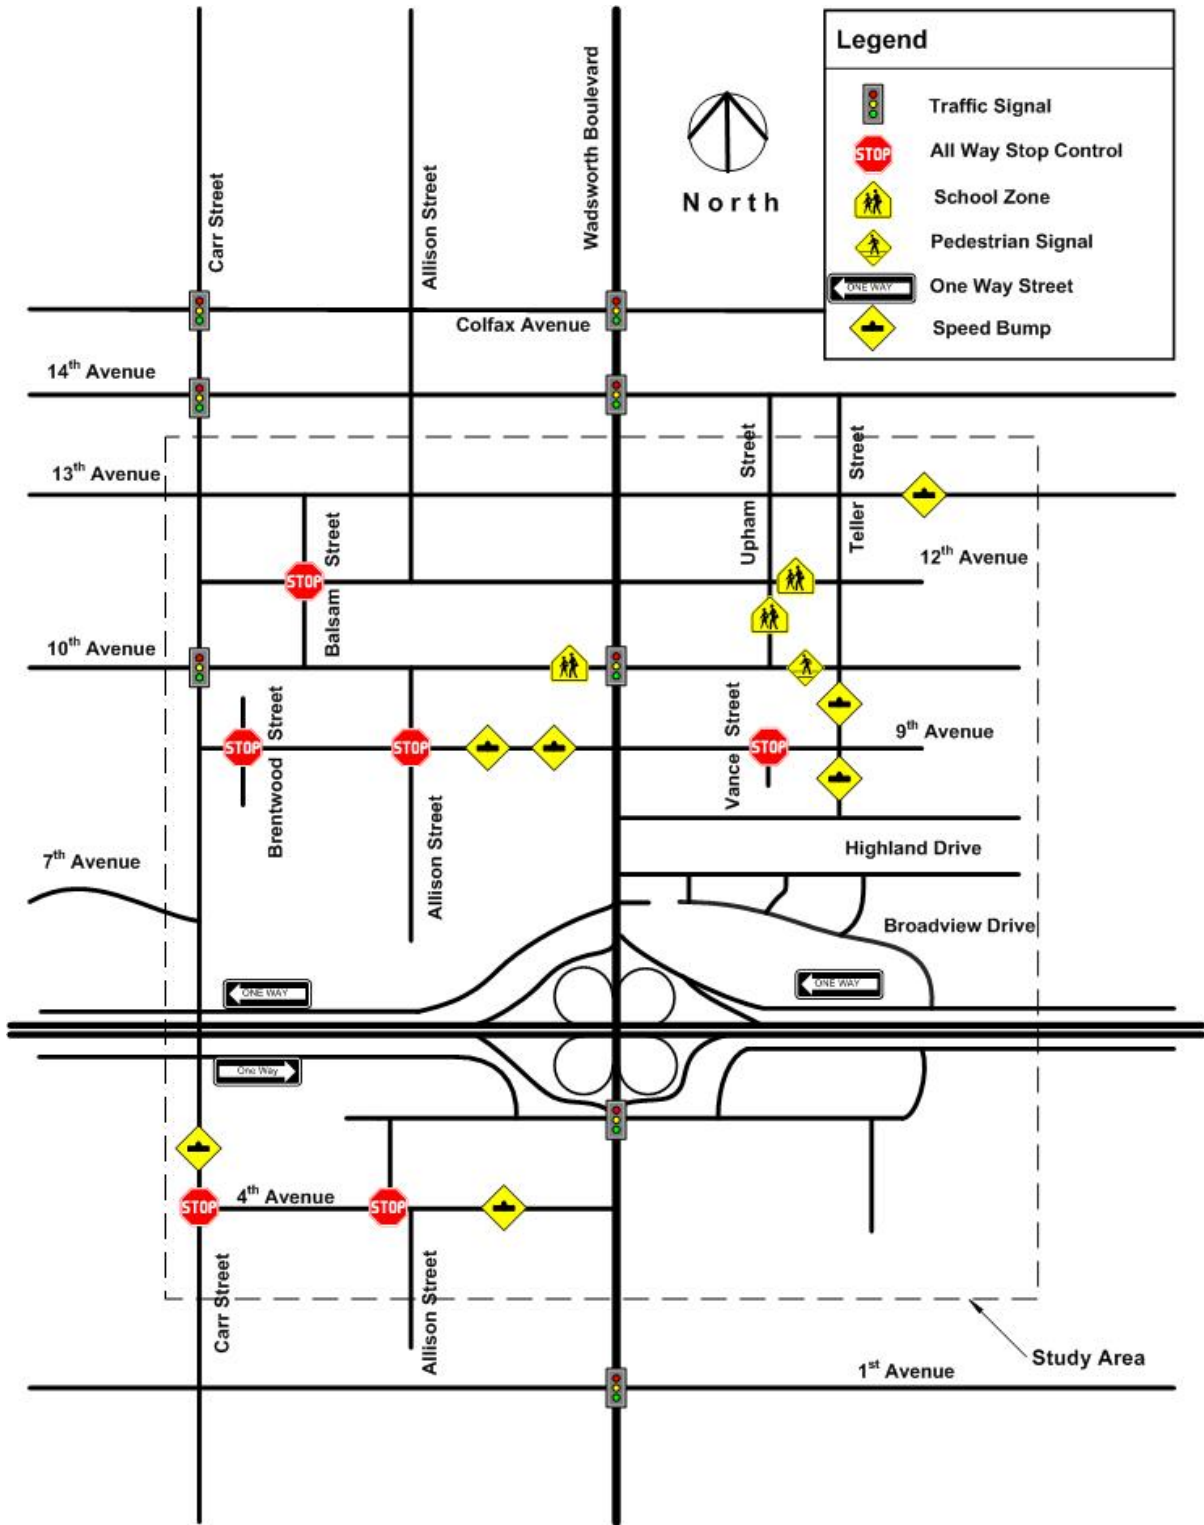 Legend
Traffic Signal
STOP
All Way Stop Control
School Zone
Pedestrian Signal
ONE WAY
One Way Street
Speed Bump
North
Carr Street
Allison Street
Wadsworth Boulevard
Colfax Avenue
14th Avenue
13th Avenue
Upham Street
Teller Street
12th Avenue
STOP
Balsam Street
10th Avenue
Brentwood Street
STOP
STOP
Vance Street
STOP
9th Avenue
7th Avenue
Allison Street
Highland Drive
Broadview Drive
ONE WAY
ONE WAY
One Way
STOP
4th Avenue
STOP
Carr Street
Allison Street
Study Area
1st Avenue